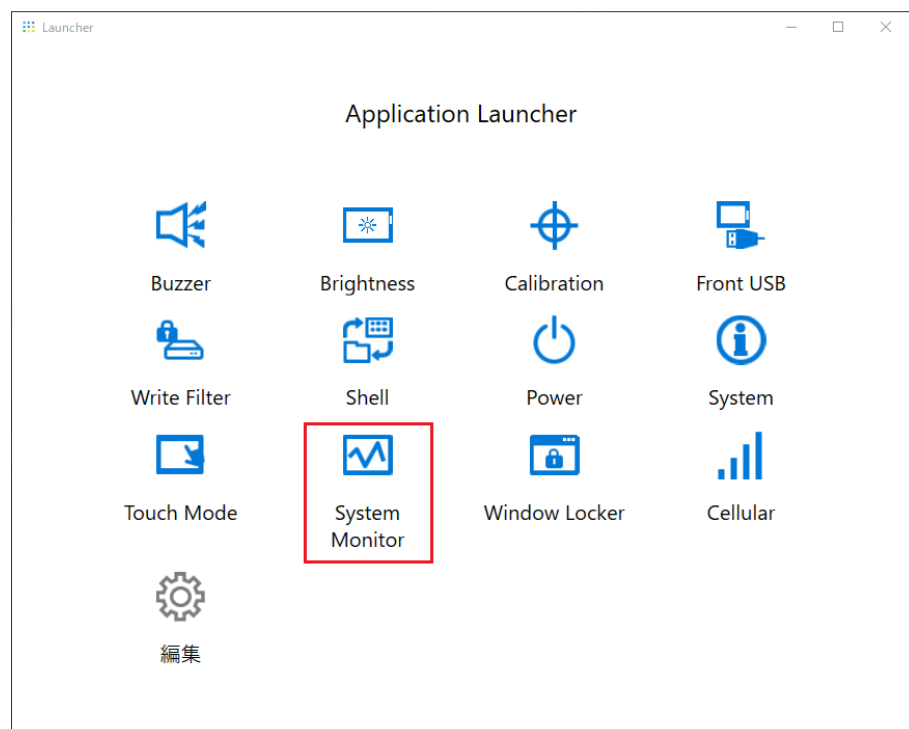 Launcher
Application Launcher
Buzzer
Brightness
Calibration
Front USB
Write Filter
Shell
Power
System
Touch Mode
System
Monitor
Window Locker
Cellular
編集